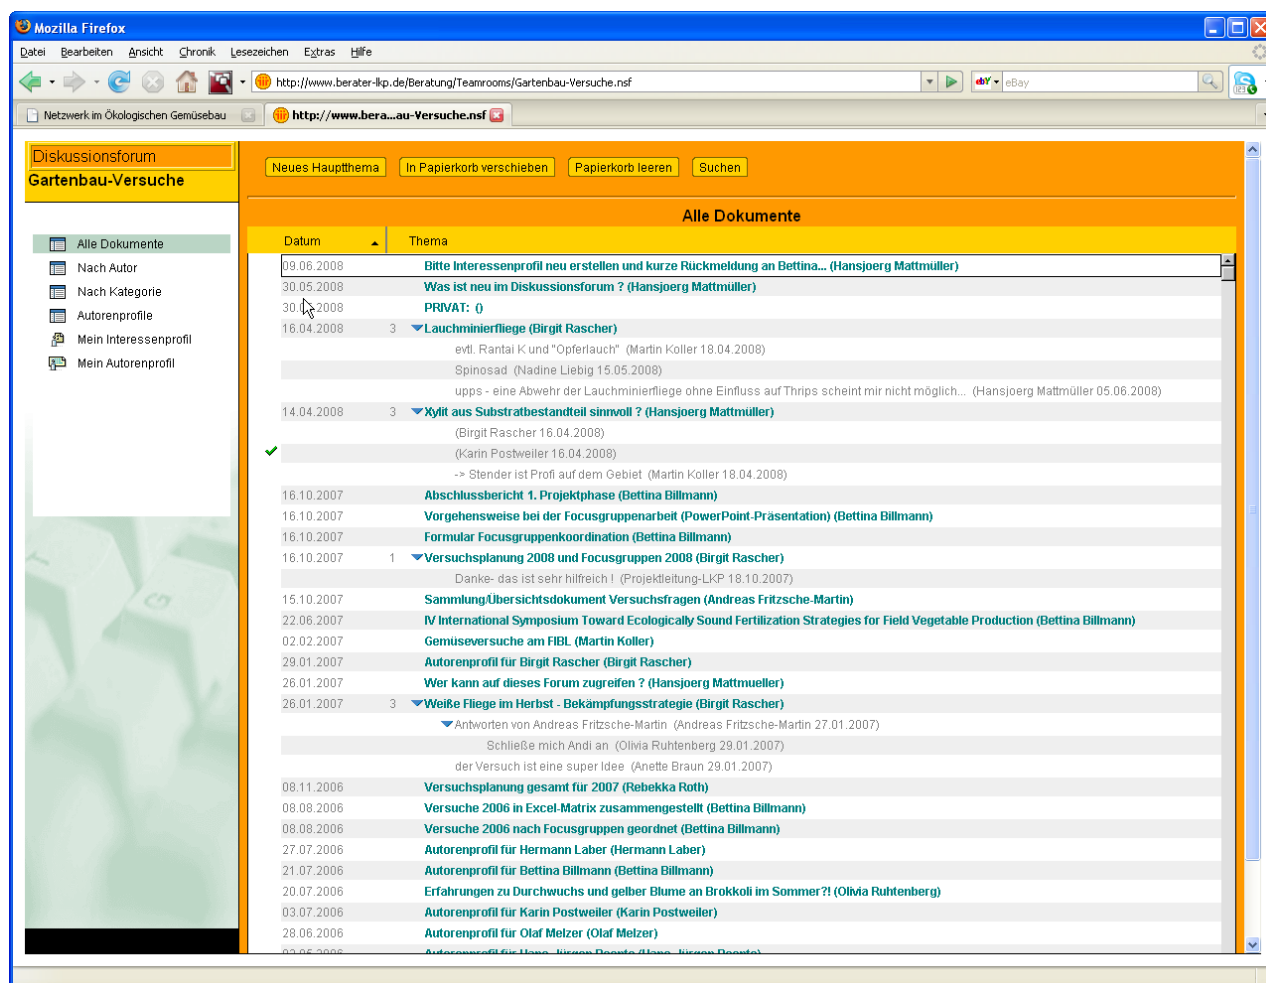 Mozilla Firefox
Datei Bearbeiten Ansicht Chronik Lesezeichen Extras Hilfe
http://www.berater-lkp.de/Beratung/Teamrooms/Gartenbau-Versuche.nsf
ebY eBay
Netzwerk im Ökologischen Gemüsebau
http://www.bera...au-Versuche.nsf
Diskussionsforum
Gartenbau-Versuche
Neues Hauptthema In Papierkorb verschieben Papierkorb leeren Suchen
Alle Dokumente
Datum Thema
Alle Dokumente
Nach Autor
Nach Kategorie
Autorenprofile
Mein Interessenprofil
Mein Autorenprofil
09.06.2008 Bitte Interessenprofil neu erstellen und kurze Rückmeldung an Bettina... (Hansjoerg Mattmüller)
30.05.2008 Was ist neu im Diskussionsforum ? (Hansjoerg Mattmüller)
PRIVAT: ()
16.04.2008 3 Lauchminierfliege (Birgit Rascher)
evtl. Rantai K und "Opferlauch" (Martin Koller 18.04.2008)
Spinosad (Nadine Liebig 15.05.2008)
upps - eine Abwehr der Lauchminierfliege ohne Einfluss auf Thrips scheint mir nicht möglich... (Hansjoerg Mattmüller 05.06.2008)
14.04.2008 3 Xylit aus Substratbestandteil sinnvoll ? (Hansjoerg Mattmüller)
(Birgit Rascher 16.04.2008)
(Karin Postweiler 16.04.2008)
-> Stender ist Profi auf dem Gebiet (Martin Koller 18.04.2008)
16.10.2007 Abschlussbericht 1. Projektphase (Bettina Billmann)
16.10.2007 Vorgehensweise bei der Focusgruppenarbeit (PowerPoint-Präsentation) (Bettina Billmann)
16.10.2007 Formular Focusgruppenkoordination (Bettina Billmann)
16.10.2007 1 Versuchsplanung 2008 und Focusgruppen 2008 (Birgit Rascher)
Danke- das ist sehr hilfreich ! (Projektleitung-LKP 18.10.2007)
15.10.2007 Sammlung/Übersichtsdokument Versuchsfragen (Andreas Fritzsche-Martin)
22.06.2007 IV International Symposium Toward Ecologically Sound Fertilization Strategies for Field Vegetable Production (Bettina Billmann)
02.02.2007 Gemüseversuche am FIBL (Martin Koller)
29.01.2007 Autorenprofil für Birgit Rascher (Birgit Rascher)
26.01.2007 Wer kann auf dieses Forum zugreifen ? (Hansjoerg Mattmueller)
26.01.2007 3 Weiße Fliege im Herbst - Bekämpfungsstrategie (Birgit Rascher)
Antworten von Andreas Fritzsche-Martin (Andreas Fritzsche-Martin 27.01.2007)
Schließe mich Andi an (Olivia Ruhtenberg 29.01.2007)
der Versuch ist eine super Idee (Anette Braun 29.01.2007)
08.11.2006 Versuchsplanung gesamt für 2007 (Rebekka Roth)
08.08.2006 Versuche 2006 in Excel-Matrix zusammengestellt (Bettina Billmann)
08.08.2006 Versuche 2006 nach Focusgruppen geordnet (Bettina Billmann)
27.07.2006 Autorenprofil für Hermann Laber (Hermann Laber)
21.07.2006 Autorenprofil für Bettina Billmann (Bettina Billmann)
20.07.2006 Erfahrungen zu Durchwuchs und gelber Blume an Brokkoli im Sommer?! (Olivia Ruhtenberg)
03.07.2006 Autorenprofil für Karin Postweiler (Karin Postweiler)
28.06.2006 Autorenprofil für Olaf Melzer (Olaf Melzer)